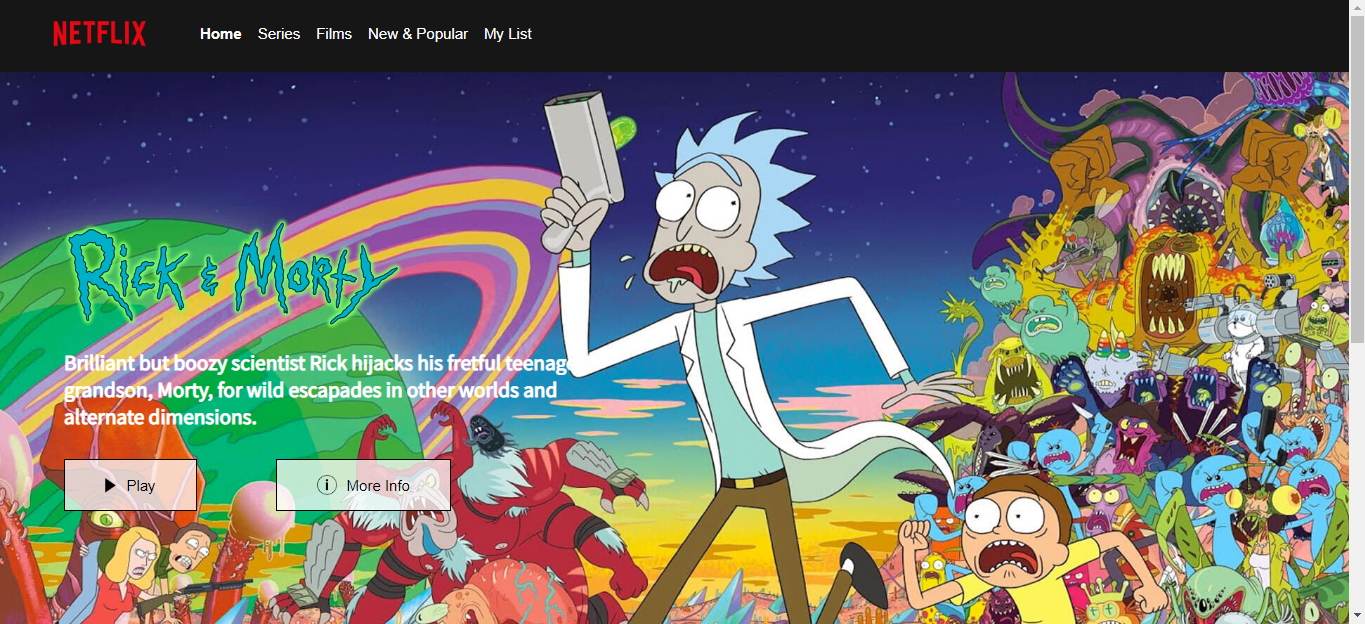 NETFLIX
Home Series Films New & Popular My List
Rick & Morty
Brilliant but boozy scientist Rick hijacks his fretful teenage
grandson, Morty, for wild escapades in other worlds and
alternate dimensions.
Play
More Info